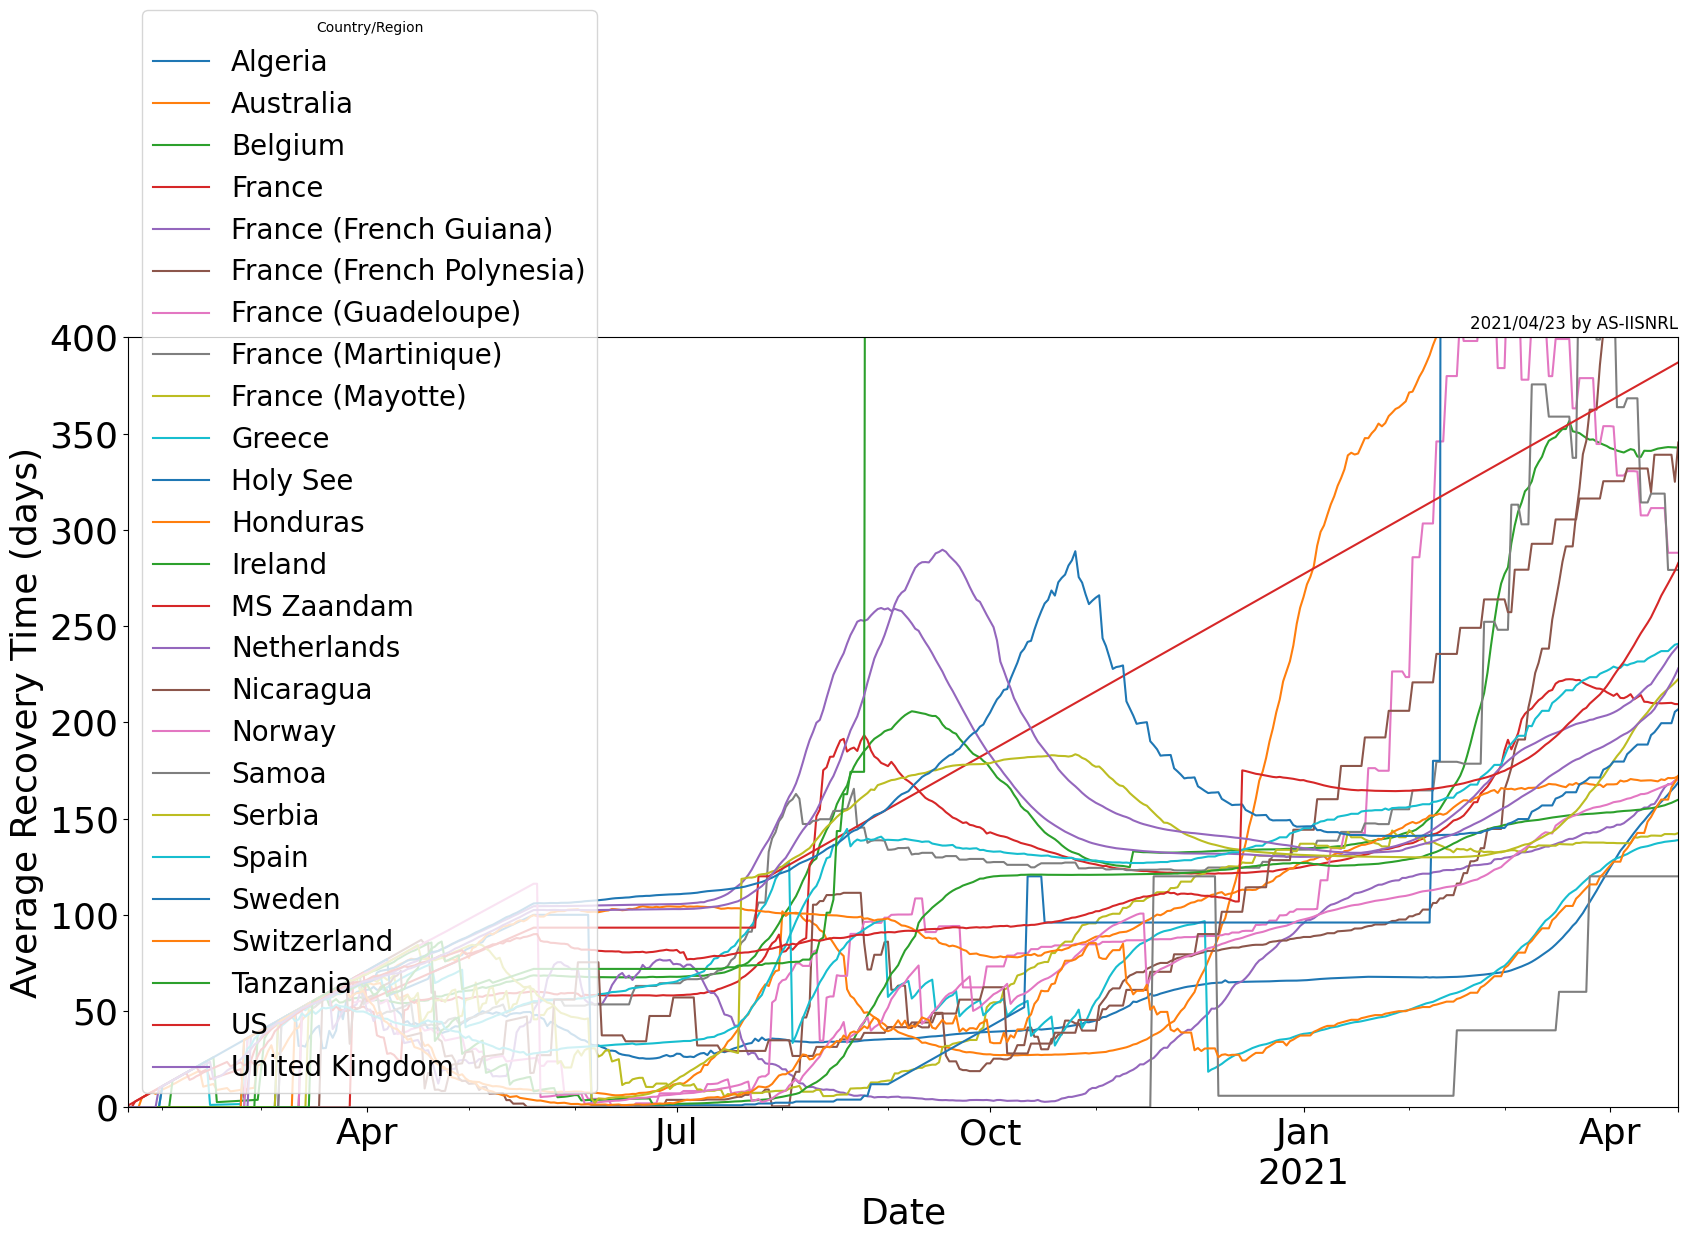 Country/Region
Algeria
Australia
Belgium
France
France (French Guiana)
France (French Polynesia)
France (Guadeloupe)
France (Martinique)
France (Mayotte)
Greece
Holy See
Honduras
Ireland
MS Zaandam
Netherlands
Nicaragua
Norway
Samoa
Serbia
Spain
Sweden
Switzerland
Tanzania
US
United Kingdom
2021/04/23 by AS-IISNRL
Average Recovery Time (days)
400
350
300
250
200
150
100
50
0
Apr Jul Oct Jan Apr
2021
Date